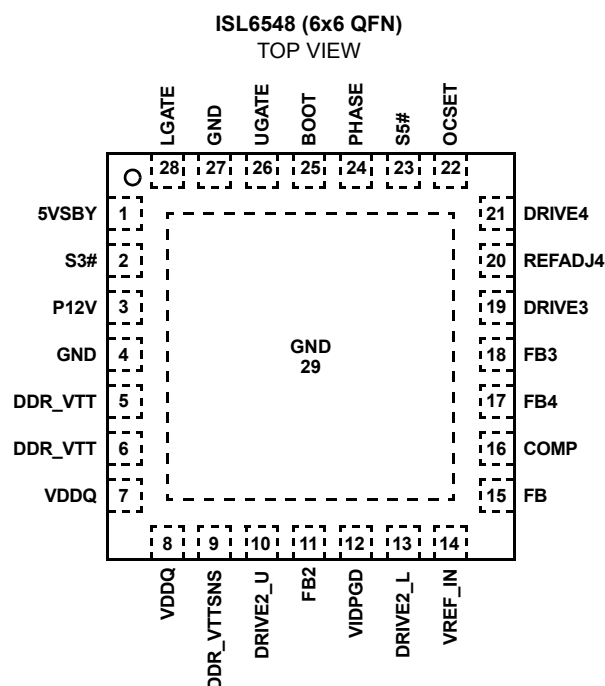 ISL6548 (6x6 QFN)
TOP VIEW
LGATE
GND
UGATE
BOOT
PHASE
S5#
OCSET
28 27 26 25 24 23 22
5VSBY 1
S3# 2
P12V 3
GND 4
DDR_VTT 5
DDR_VTT 6
VDDQ 7
GND
29
21 DRIVE4
20 REFADJ4
19 DRIVE3
18 FB3
17 FB4
16 COMP
15 FB
8 9 10 11 12 13 14
VDDQ
DDR_VTTSNS
DRIVE2_U
FB2
VIDPGD
DRIVE2_L
VREF_IN